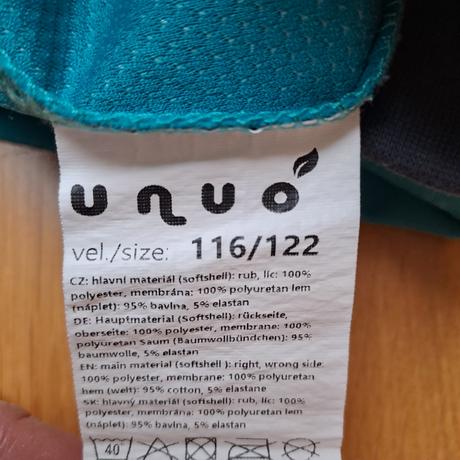 unuo
vel./size: 116/122
CZ: hlavní materiál (softshell): rub, líc: 100%
polyester, membrána: 100% polyuretan lem
(náplet): 95% bavlna, 5% elastan
DE: Hauptmaterial (Softshell): rückseite,
oberseite: 100% polyester, membrane: 100%
polyuretan Saum (Baumwollbündchen): 95%
baumwolle, 5% elastan
EN: main material (softshell ): right, wrong side:
100% polyester, membrane: 100% polyuretan
hem (welt): 95% cotton, 5% elastane
SK: hlavný materiál (softshell): rub, líc: 100%
polyester, membrána: 100% polyuretan lem
(náplet): 95% bavlna, 5% elastan
40